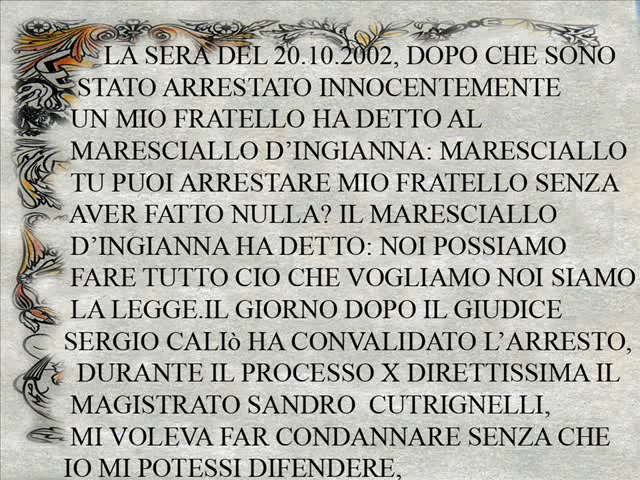 LA SERA DEL 20.10.2002, DOPO CHE SONO
STATO ARRESTATO INNOCENTEMENTE
UN MIO FRATELLO HA DETTO AL
MARESCIALLO D’INGIANNA: MARESCIALLO
TU PUOI ARRESTARE MIO FRATELLO SENZA
AVER FATTO NULLA? IL MARESCIALLO
D’INGIANNA HA DETTO: NOI POSSIAMO
FARE TUTTO CIO CHE VOGLIAMO NOI SIAMO
LA LEGGE.IL GIORNO DOPO IL GIUDICE
SERGIO CALIò HA CONVALIDATO L’ARRESTO,
DURANTE IL PROCESSO X DIRETTISSIMA IL
MAGISTRATO SANDRO CUTRIGNELLI,
MI VOLEVA FAR CONDANNARE SENZA CHE
IO MI POTESSI DIFENDERE,